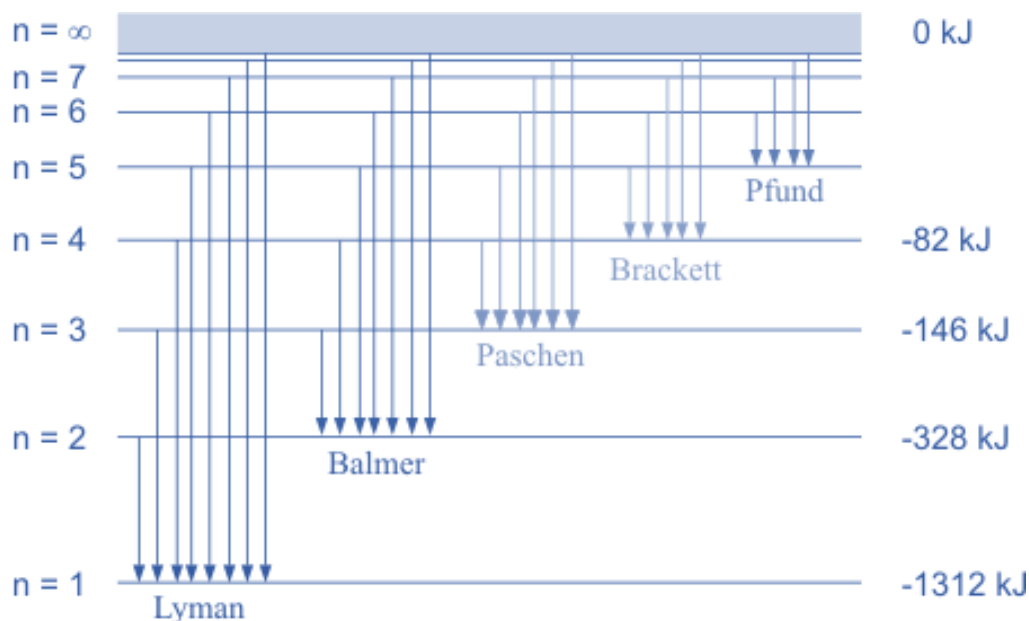 n = ∞ 0 kJ
n = 7
n = 6
n = 5
Pfund
n = 4 -82 kJ
Brackett
n = 3 -146 kJ
Paschen
n = 2 -328 kJ
Balmer
n = 1 -1312 kJ
Lyman